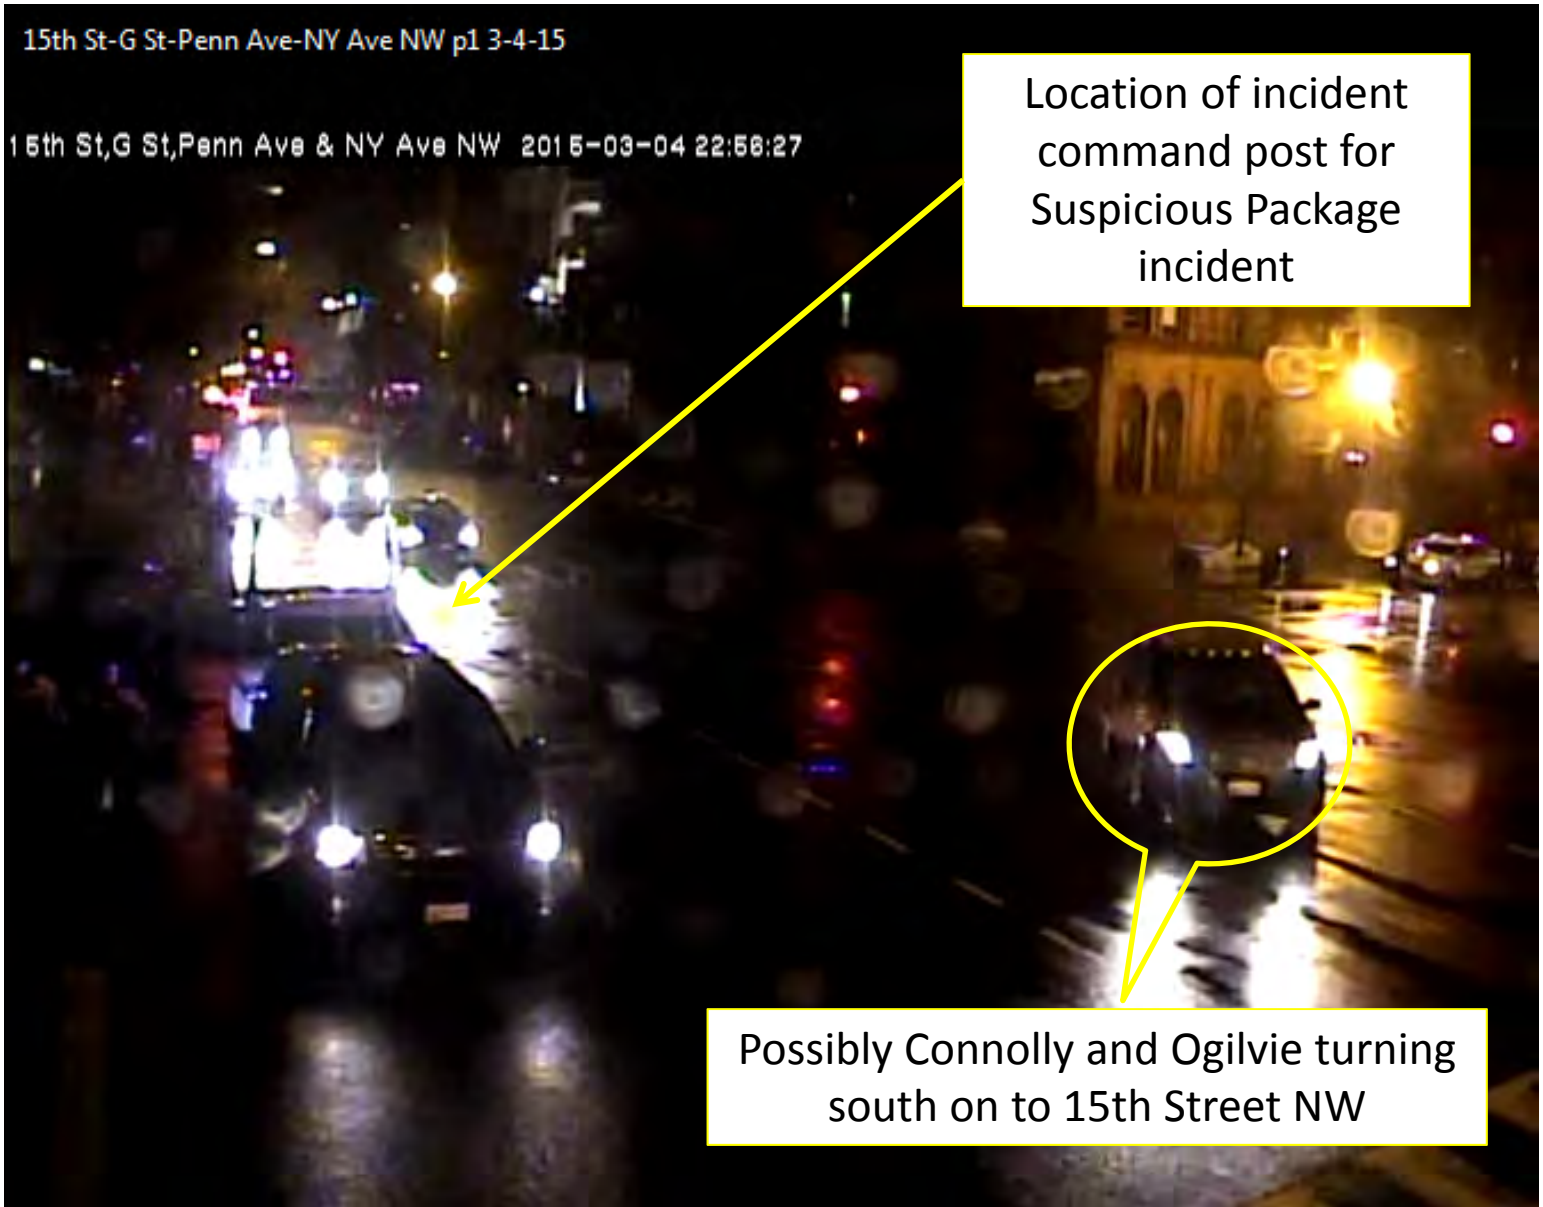 15th St-G St-Penn Ave-NY Ave NW p1 3-4-15
15th St,G St,Penn Ave & NY Ave NW 2015-03-04 22:56:27
Location of incident
command post for
Suspicious Package
incident
Possibly Connolly and Ogilvie turning
south on to 15th Street NW